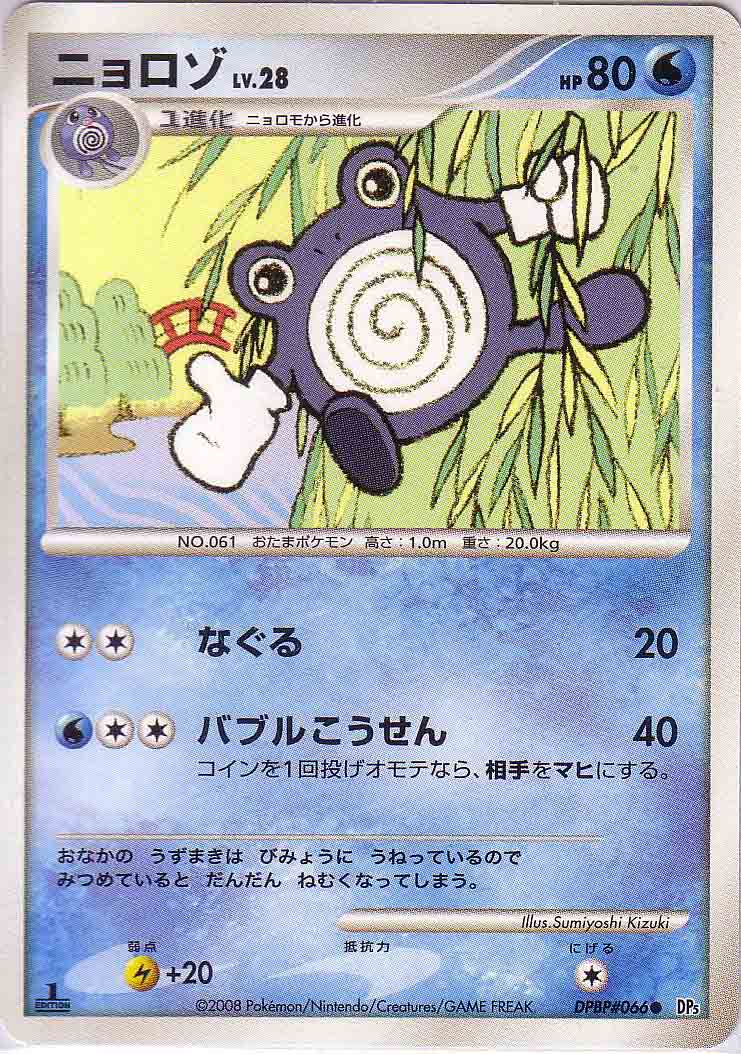 ニョロゾ LV.28 HP 80
1進化 ニョロモから進化
NO.061 おたまポケモン 高さ：1.0m 重さ：20.0kg
なぐる 20
バブルこうせん 40
コインを1回投げオモテなら、相手をマヒにする。
おなかの うずまきは びみょうに うねっているので
みつめていると だんだん ねむくなってしまう。
Illus.Sumiyoshi Kizuki
弱点 抵抗力 にげる
+20
1 EDITION ©2008 Pokémon/Nintendo/Creatures/GAME FREAK. DPBP#066 DP5